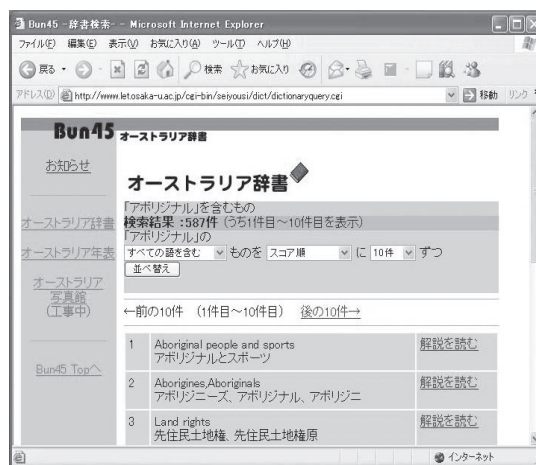 Bun45 -辞書検索- - Microsoft Internet Explorer
ファイル(F) 編集(E) 表示(V) お気に入り(A) ツール(T) ヘルプ(H)
戻る 検索 お気に入り
アドレス(D) http://www.let.osaka-u.ac.jp/cgi-bin/seiyousi/dict/dictionaryquery.cgi 移動 リンク
Bun45 オーストラリア辞書
お知らせ
オーストラリア辞書
オーストラリア年表
オーストラリア
写真館
(工事中)
Bun45 Topへ
オーストラリア辞書
「アボリジナル」を含むもの
検索結果 :587件 (うち1件目~10件目を表示)
「アボリジナル」の
すべての語を含む ものを スコア順 に 10件 ずつ
並べ替え
←前の10件 (1件目~10件目) 後の10件→
1 Aboriginal people and sports 解説を読む
アボリジナルとスポーツ
2 Aborigines,Aboriginals 解説を読む
アボリジニーズ、アボリジナル、アボリジニ
3 Land rights 解説を読む
先住民土地権、先住民土地権原
インターネット